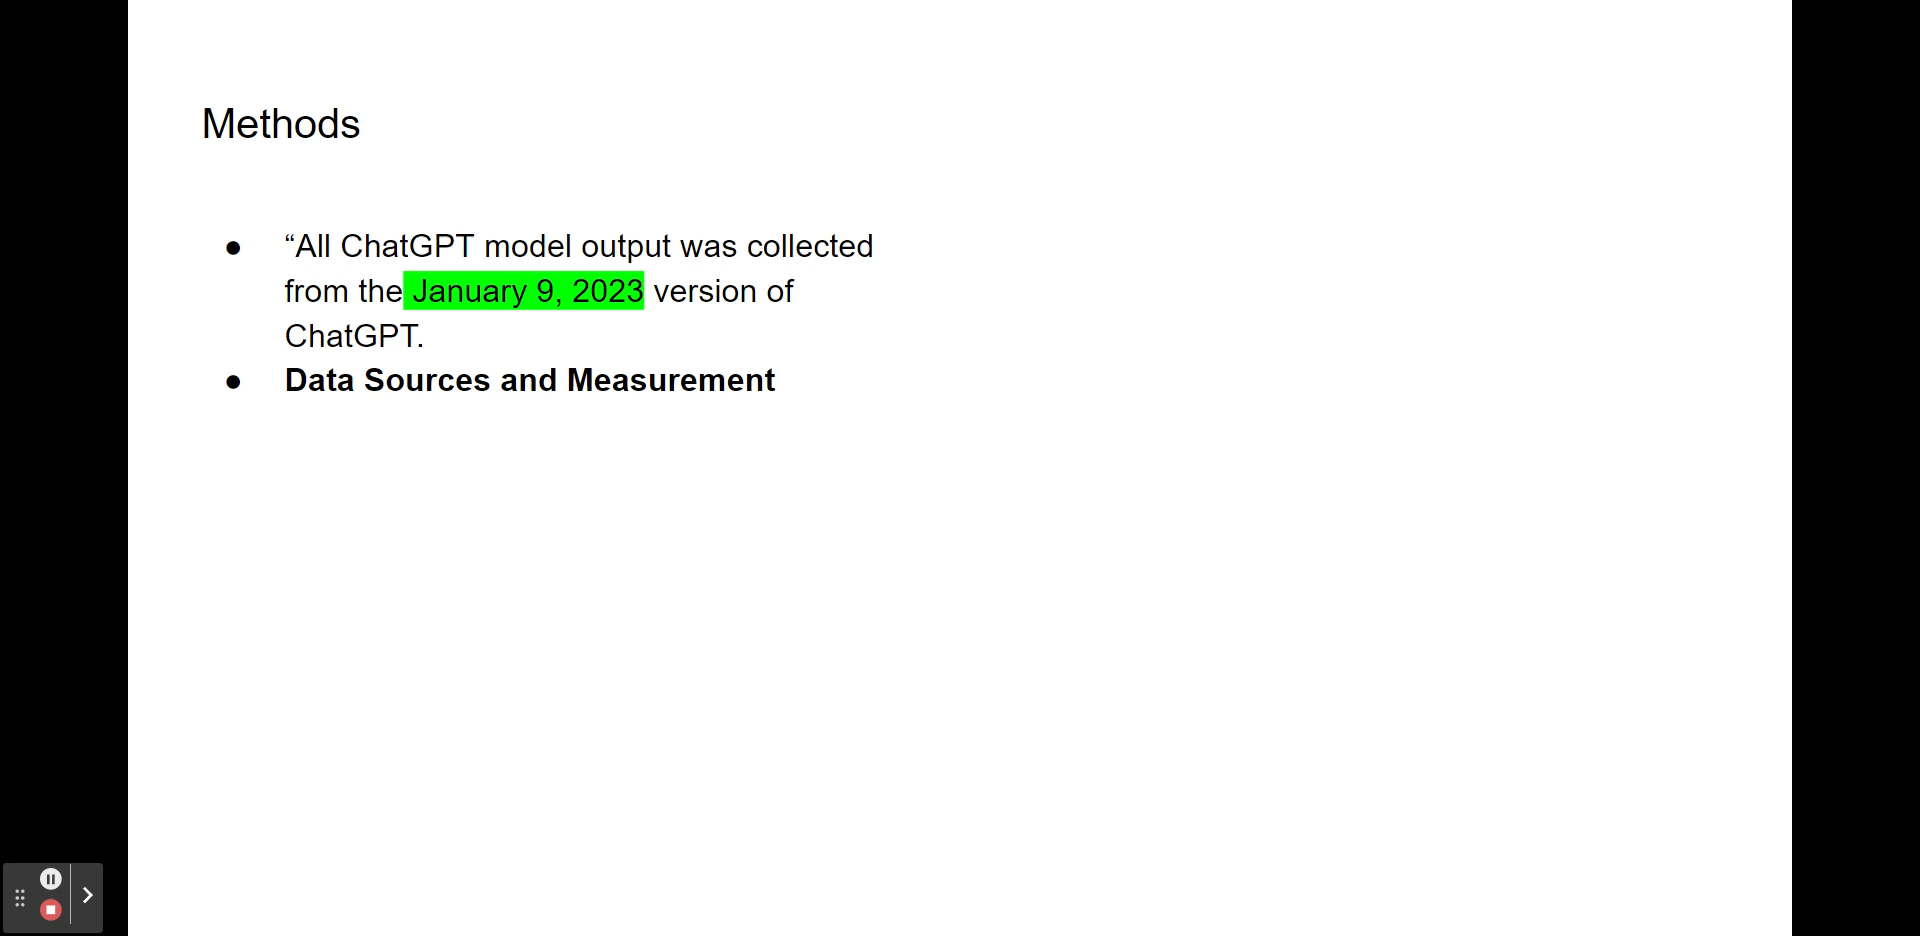 Methods
● “All ChatGPT model output was collected
from the January 9, 2023 version of
ChatGPT.
● Data Sources and Measurement